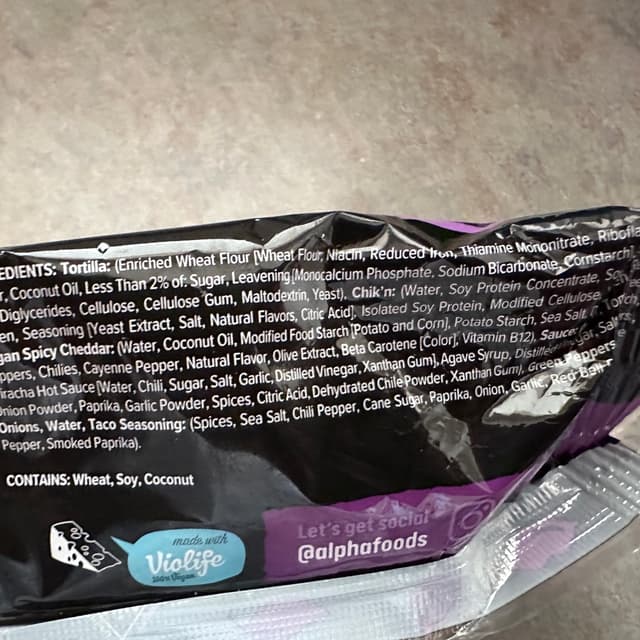 EDIENTS: Tortilla: (Enriched Wheat Flour [Wheat Flour, Niacin, Reduced Iron, Thiamine Mononitrate, Ribofla
r, Coconut Oil, Less Than 2% of: Sugar, Leavening [Monocalcium Phosphate, Sodium Bicarbonate, Cornstarch],
Diglycerides, Cellulose, Cellulose Gum, Maltodextrin, Yeast), Chik'n: (Water, Soy Protein Concentrate, So
en, Seasoning [Yeast Extract, Salt, Natural Flavors, Citric Acid], Isolated Soy Protein, Modified Cellulose
gan Spicy Cheddar: (Water, Coconut Oil, Modified Food Starch [Potato and Corn], Potato Starch, Sea Salt,
ppers, Chilies, Cayenne Pepper, Natural Flavor, Olive Extract, Beta Carotene [Color], Vitamin B12), Sauce:
iracha Hot Sauce [Water, Chili, Sugar, Salt, Garlic, Distilled Vinegar, Xanthan Gum], Agave Syrup, Distilled
nion Powder, Paprika, Garlic Powder, Spices, Citric Acid, Dehydrated Chile Powder, Xanthan Gum), Green Peppers
Onions, Water, Taco Seasoning: (Spices, Sea Salt, Chili Pepper, Cane Sugar, Paprika, Onion, Garlic, Red Bell
Pepper, Smoked Paprika).
CONTAINS: Wheat, Soy, Coconut
made with
Violife
100% Vegan
Let's get social
@alphafoods